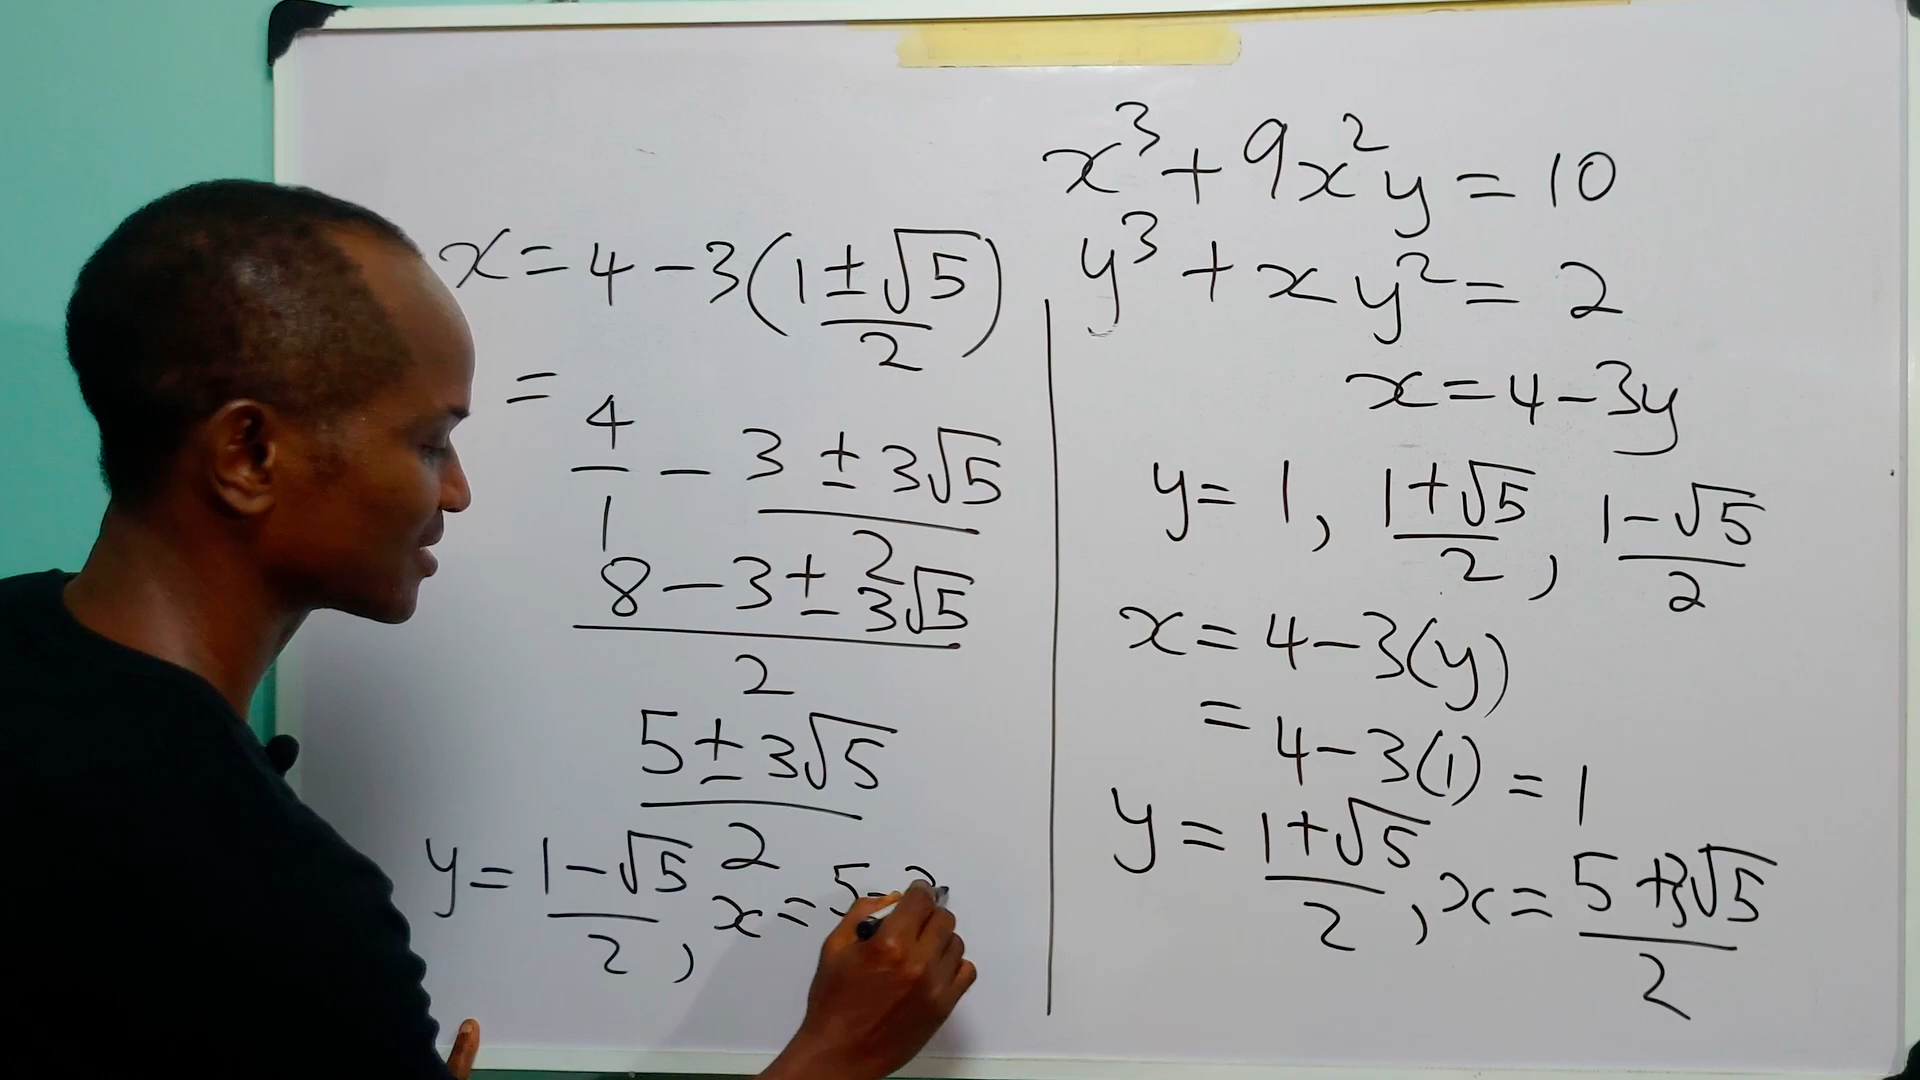 x³ + 9x²y = 10
y³ + xy² = 2
x = 4 - 3y
y = 1, (1+√5)/2, (1-√5)/2
x = 4 - 3(y)
= 4 - 3(1) = 1
y = (1+√5)/2, x = (5+3√5)/2
x = 4 - 3((1±√5)/2)
= 4/1 - (3±3√5)/2
(8-3±3√5)/2
(5±3√5)/2
y = (1-√5)/2, x = 5-